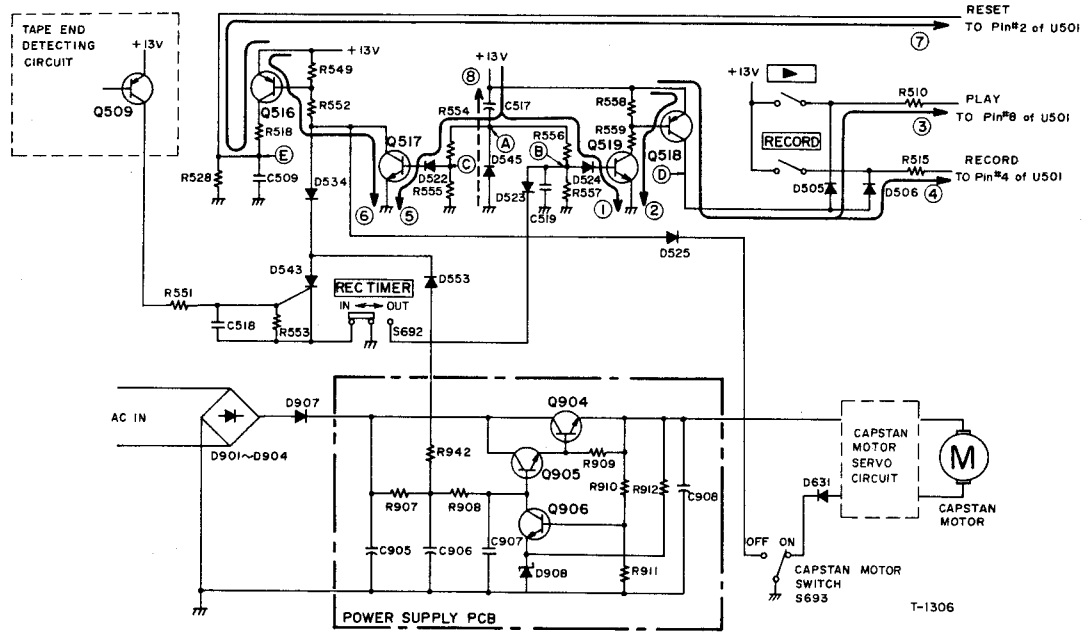 RESET
TO Pin#2 of U501
⑦
TAPE END
DETECTING
CIRCUIT
+13V
Q509
+13V
R549
Q516
R552
R518
E
R528
C509
D534
⑧
+13V
C517
R554
Q517
A
C
D522
R555
D545
D523
⑥
⑤
R558
R556
R559
Q519
B
D524
R557
C519
Q518
D
①
②
+13V
R510
PLAY
TO Pin#8 of U501
③
RECORD
R515
RECORD
TO Pin#4 of U501
④
D505
D506
D525
D543
D553
R551
C518
R553
REC TIMER
IN
OUT
S692
AC IN
D901~D904
D907
Q904
Q905
R909
R942
R910
R912
C908
R907
R908
Q906
C905
C906
C907
D908
R911
POWER SUPPLY PCB
CAPSTAN
MOTOR
SERVO
CIRCUIT
M
CAPSTAN
MOTOR
D631
OFF
ON
CAPSTAN MOTOR
SWITCH
S693
T-1306